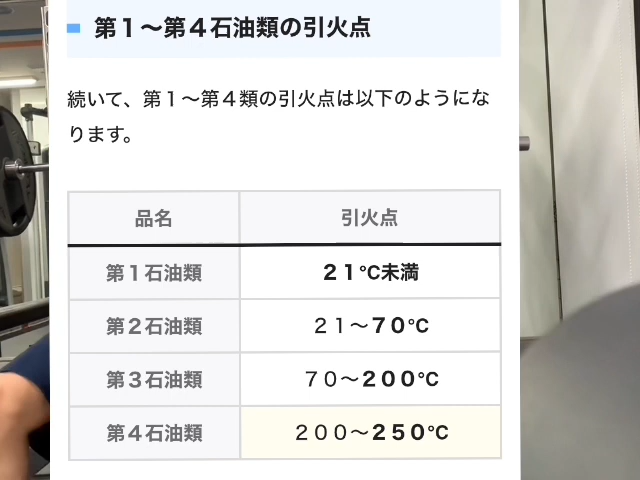 第１～第４石油類の引火点
続いて、第１～第４類の引火点は以下のようにな
ります。
品名 引火点
第１石油類 ２１℃未満
第２石油類 ２１～７０℃
第３石油類 ７０～２００℃
第４石油類 ２００～２５０℃